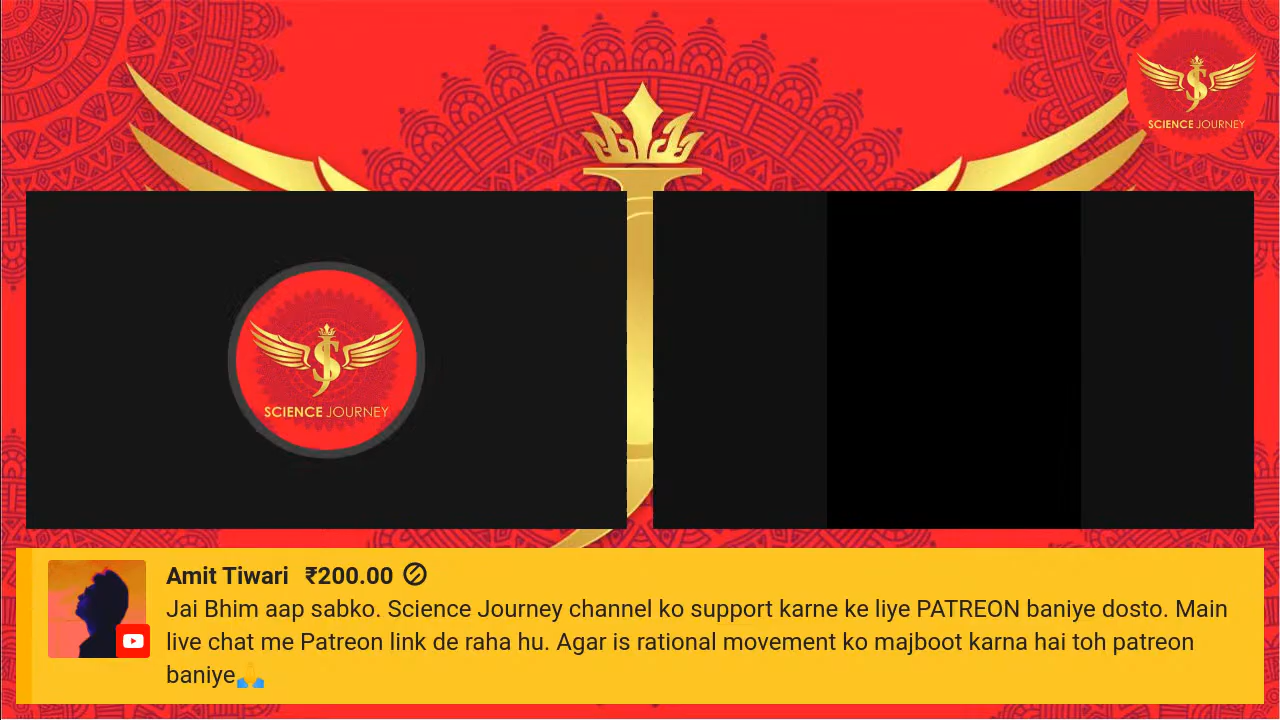 SCIENCE JOURNEY
SCIENCE JOURNEY
Amit Tiwari ₹200.00
Jai Bhim aap sabko. Science Journey channel ko support karne ke liye PATREON baniye dosto. Main
live chat me Patreon link de raha hu. Agar is rational movement ko majboot karna hai toh patreon
baniye🙏